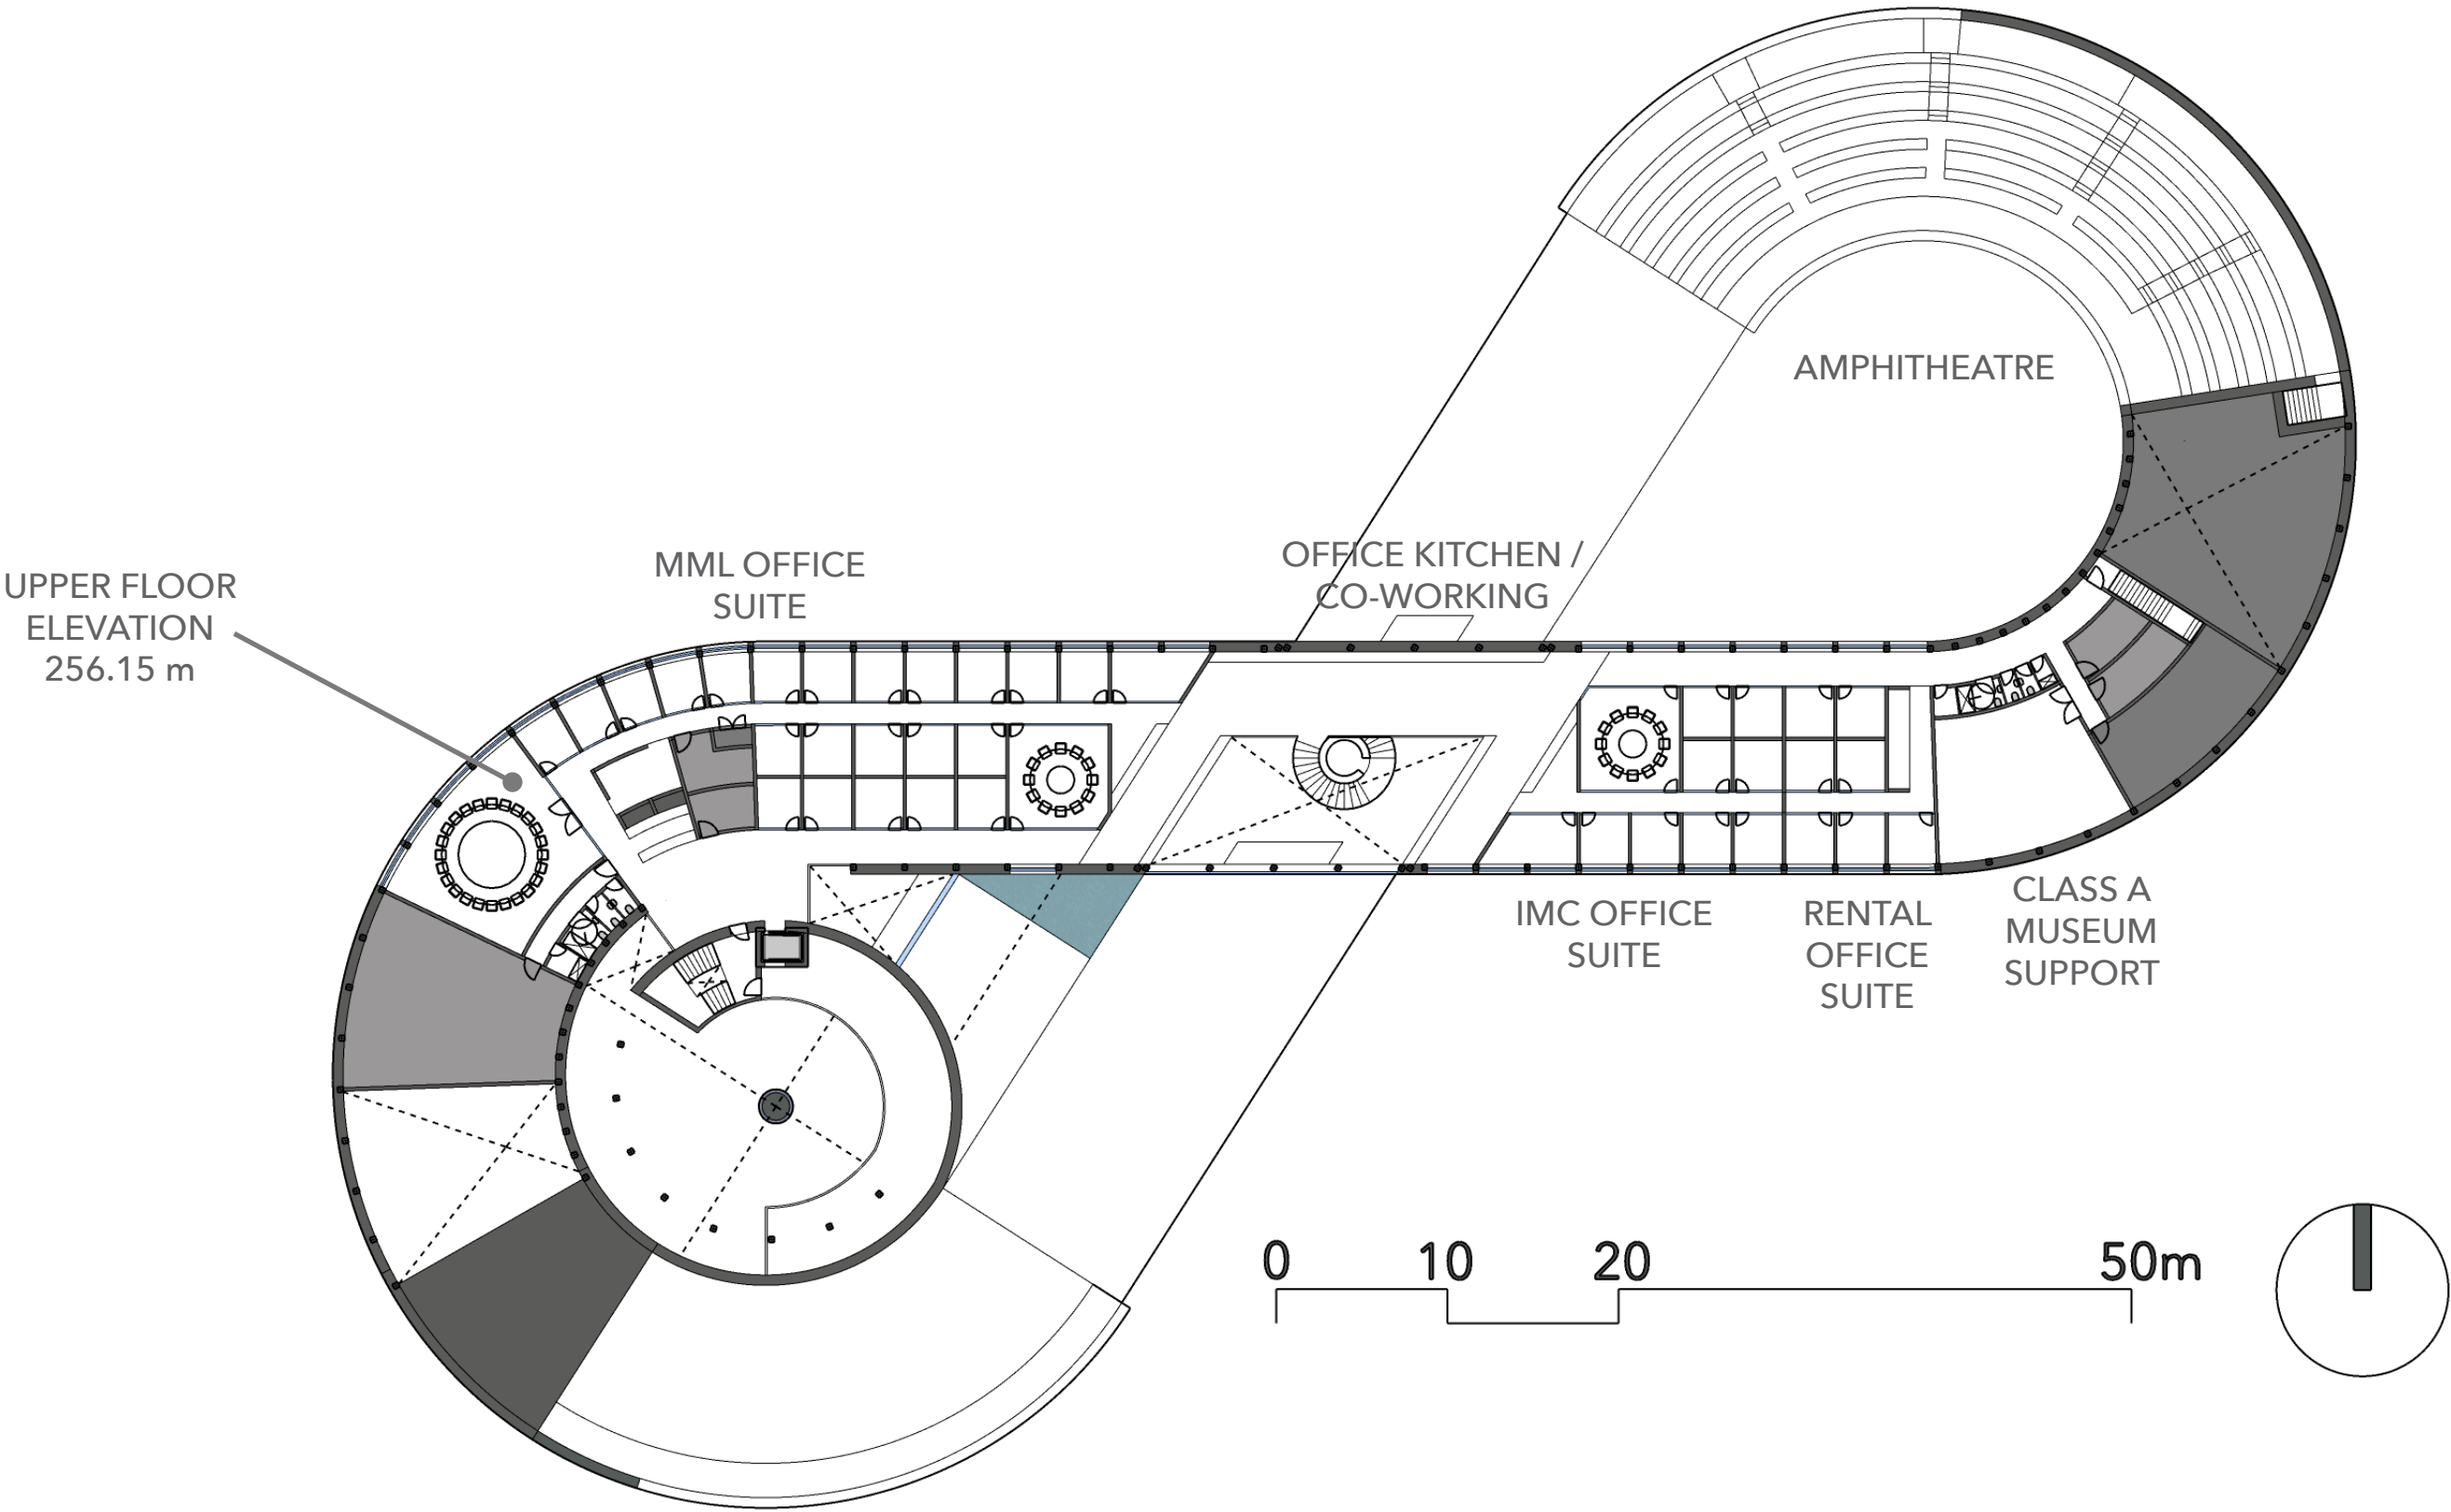 AMPHITHEATRE
UPPER FLOOR
ELEVATION
256.15 m
MML OFFICE
SUITE
OFFICE KITCHEN /
CO-WORKING
IMC OFFICE
SUITE
RENTAL
OFFICE
SUITE
CLASS A
MUSEUM
SUPPORT
0 10 20 50m